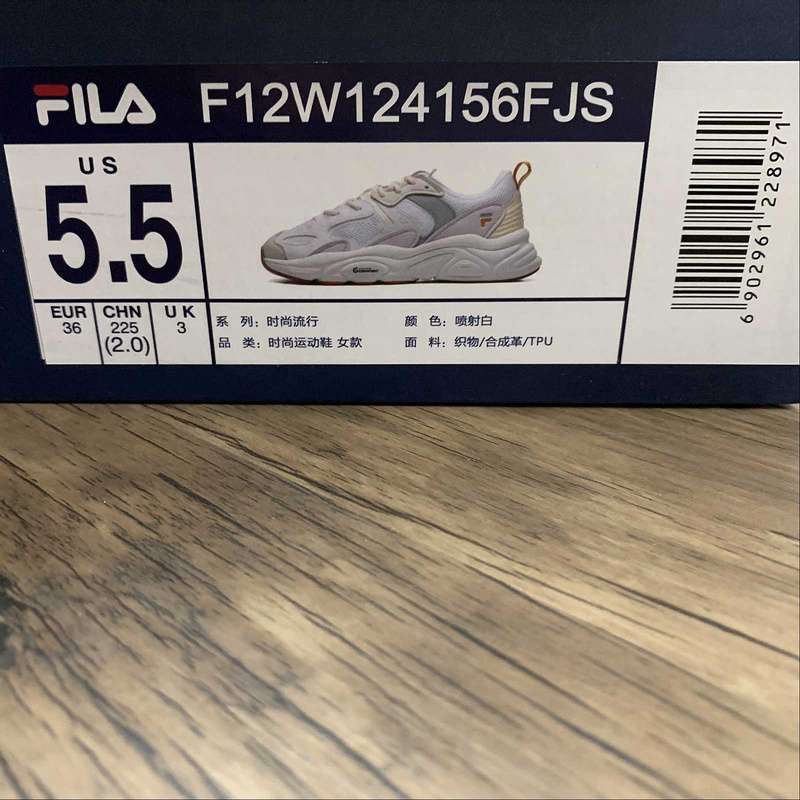 FILA F12W124156FJS
US
5.5
EUR CHN UK
36 225 3
(2.0)
系 列: 时尚流行 颜 色: 喷射白
品 类: 时尚运动鞋 女款 面 料: 织物/合成革/TPU
6 902961 228971